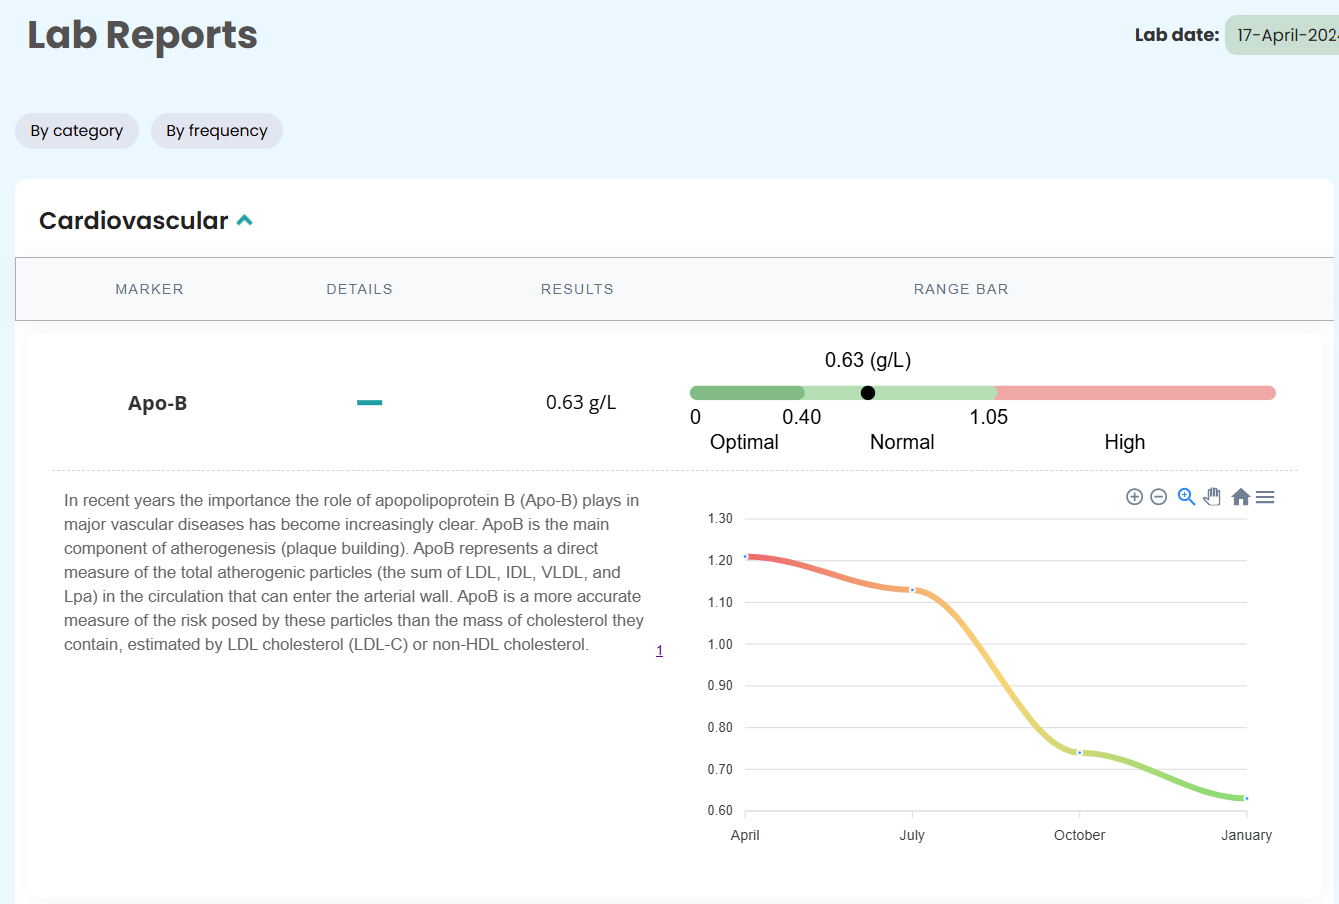 Lab Reports
Lab date: 17-April-202
By category
By frequency
Cardiovascular
MARKER DETAILS RESULTS RANGE BAR
0.63 (g/L)
Apo-B 0.63 g/L
0 0.40 1.05
Optimal Normal High
In recent years the importance the role of apopolipoprotein B (Apo-B) plays in
major vascular diseases has become increasingly clear. ApoB is the main
component of atherogenesis (plaque building). ApoB represents a direct
measure of the total atherogenic particles (the sum of LDL, IDL, VLDL, and
Lpa) in the circulation that can enter the arterial wall. ApoB is a more accurate
measure of the risk posed by these particles than the mass of cholesterol they
contain, estimated by LDL cholesterol (LDL-C) or non-HDL cholesterol.
1
1.30
1.20
1.10
1.00
0.90
0.80
0.70
0.60
April July October January